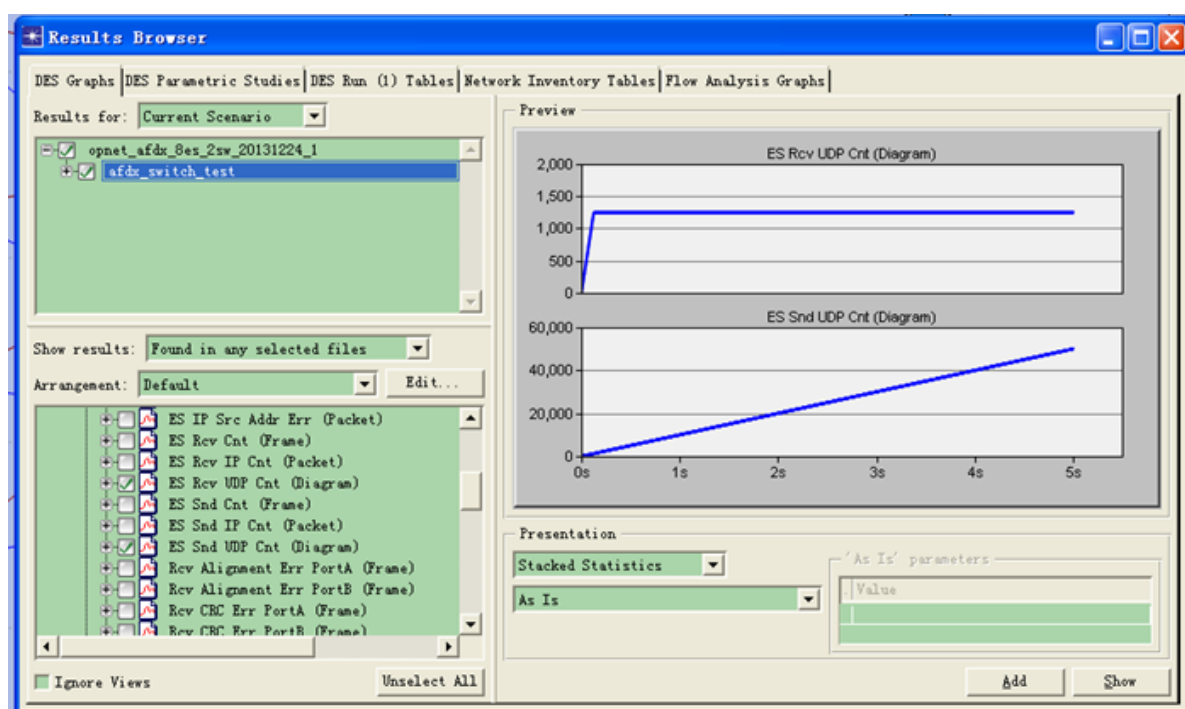 Results Browser
DES Graphs DES Parametric Studies DES Run (1) Tables Network Inventory Tables Flow Analysis Graphs
Results for: Current Scenario
opnet_afdx_8es_2sw_20131224_1
afdx_switch_test
Show results: Found in any selected files
Arrangement: Default Edit...
ES IP Src Addr Err (Packet)
ES Rcv Cnt (Frame)
ES Rcv IP Cnt (Packet)
ES Rcv UDP Cnt (Diagram)
ES Snd Cnt (Frame)
ES Snd IP Cnt (Packet)
ES Snd UDP Cnt (Diagram)
Rcv Alignment Err PortA (Frame)
Rcv Alignment Err PortB (Frame)
Rcv CRC Err PortA (Frame)
Rcv CRC Err PortB (Frame)
Ignore Views Unselect All
Preview
ES Rcv UDP Cnt (Diagram)
2,000
1,500
1,000
500
0
ES Snd UDP Cnt (Diagram)
60,000
40,000
20,000
0
0s 1s 2s 3s 4s 5s
Presentation
Stacked Statistics
As Is
'As Is' parameters
. Value
Add Show